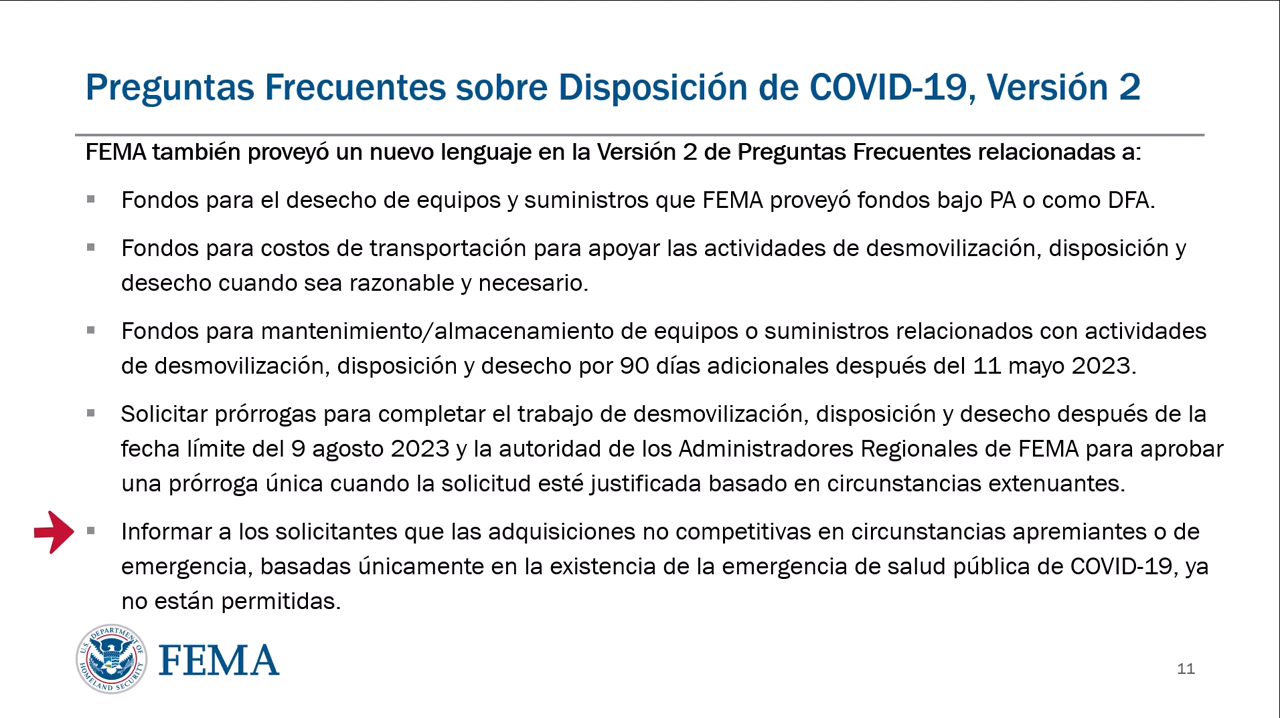 Preguntas Frecuentes sobre Disposición de COVID-19, Versión 2
FEMA también proveyó un nuevo lenguaje en la Versión 2 de Preguntas Frecuentes relacionadas a:
▪ Fondos para el desecho de equipos y suministros que FEMA proveyó fondos bajo PA o como DFA.
▪ Fondos para costos de transportación para apoyar las actividades de desmovilización, disposición y
desecho cuando sea razonable y necesario.
▪ Fondos para mantenimiento/almacenamiento de equipos o suministros relacionados con actividades
de desmovilización, disposición y desecho por 90 días adicionales después del 11 mayo 2023.
▪ Solicitar prórrogas para completar el trabajo de desmovilización, disposición y desecho después de la
fecha límite del 9 agosto 2023 y la autoridad de los Administradores Regionales de FEMA para aprobar
una prórroga única cuando la solicitud esté justificada basado en circunstancias extenuantes.
▪ Informar a los solicitantes que las adquisiciones no competitivas en circunstancias apremiantes o de
emergencia, basadas únicamente en la existencia de la emergencia de salud pública de COVID-19, ya
no están permitidas.
U.S. DEPARTMENT OF
HOMELAND SECURITY
FEMA
11